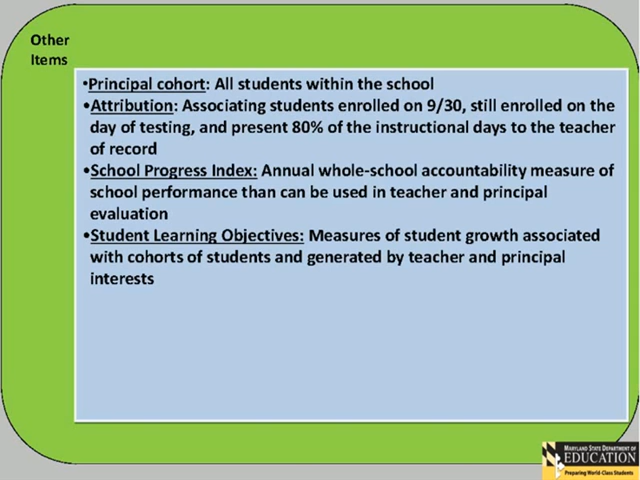 Other
Items
•Principal cohort: All students within the school
•Attribution: Associating students enrolled on 9/30, still enrolled on the
day of testing, and present 80% of the instructional days to the teacher
of record
•School Progress Index: Annual whole-school accountability measure of
school performance than can be used in teacher and principal
evaluation
•Student Learning Objectives: Measures of student growth associated
with cohorts of students and generated by teacher and principal
interests
MARYLAND STATE DEPARTMENT OF
EDUCATION
Preparing World-Class Students